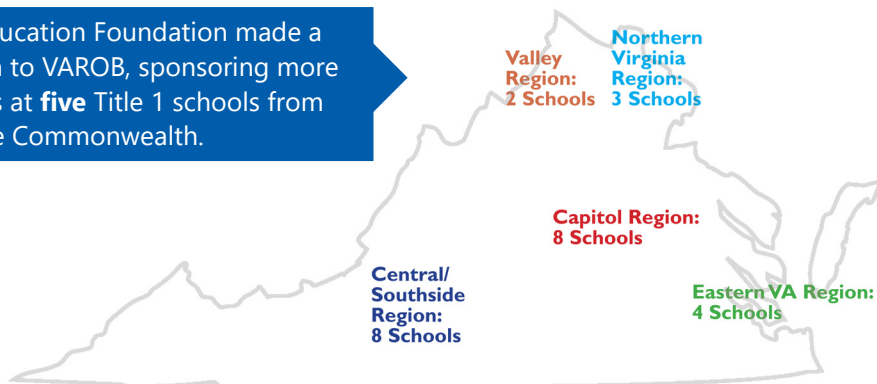 ucation Foundation made a
to VAROB, sponsoring more
at five Title 1 schools from
Commonwealth.
Valley
Region:
2 Schools
Northern
Virginia
Region:
3 Schools
Capitol Region:
8 Schools
Central/
Southside
Region:
8 Schools
Eastern VA Region:
4 Schools